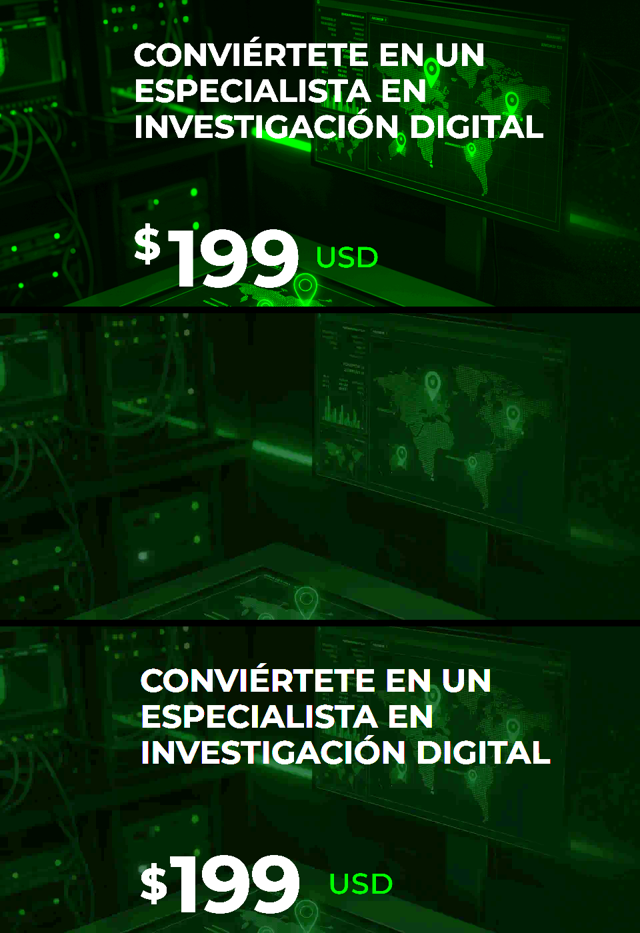 CONVIÉRTETE EN UN
ESPECIALISTA EN
INVESTIGACIÓN DIGITAL
$199 USD
CONVIÉRTETE EN UN
ESPECIALISTA EN
INVESTIGACIÓN DIGITAL
$199 USD